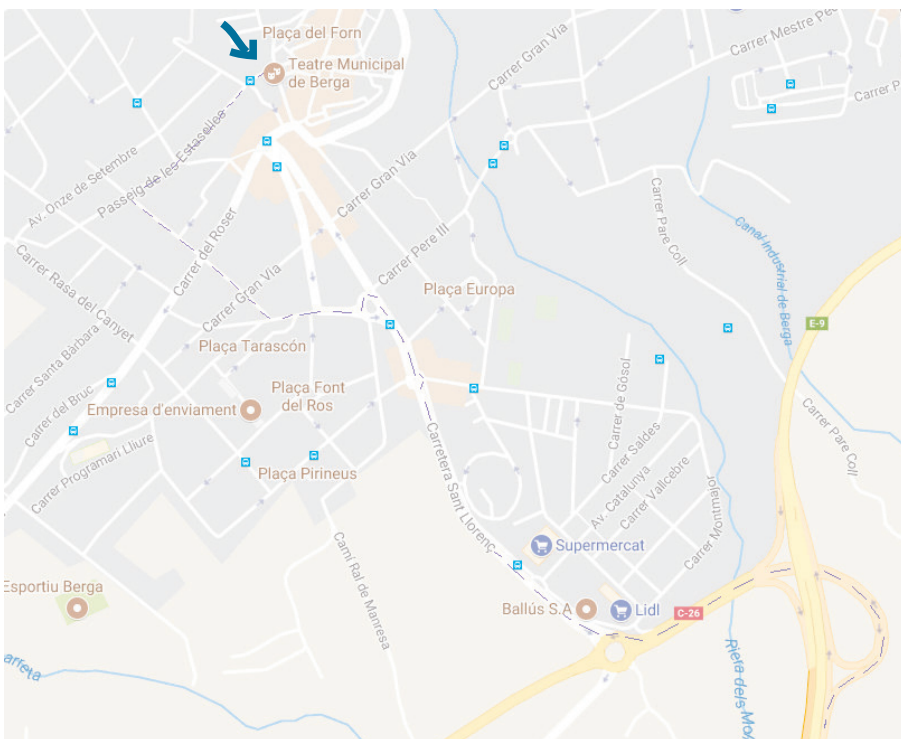 Plaça del Forn
Teatre Municipal
de Berga
Carrer Gran Via
Carrer Mestre Pe
Carrer P
Av. Onze de Setembre
Passeig de les Estaselles
Carrer del Roser
Carrer Gran Via
Carrer Pere III
Carrer Pare Coll
Canal Industrial de Berga
Carrer Rasa del Canyet
Carrer Gran Via
Plaça Europa
E-9
Carrer Santa Bàrbara
Plaça Tarascón
Carrer del Bruc
Empresa d'enviament
Plaça Font
del Ros
Carrer de Gósol
Carrer Pare Coll
Carrer Programari Lliure
Plaça Pirineus
Carretera Sant Llorenç
Carrer Saldes
Av. Catalunya
Carrer Vallcebre
Carrer Montmajor
Camí Ral de Manresa
Supermercat
Esportiu Berga
Ballús S.A
Lidl
C-26
arreta
Riera dels Mo